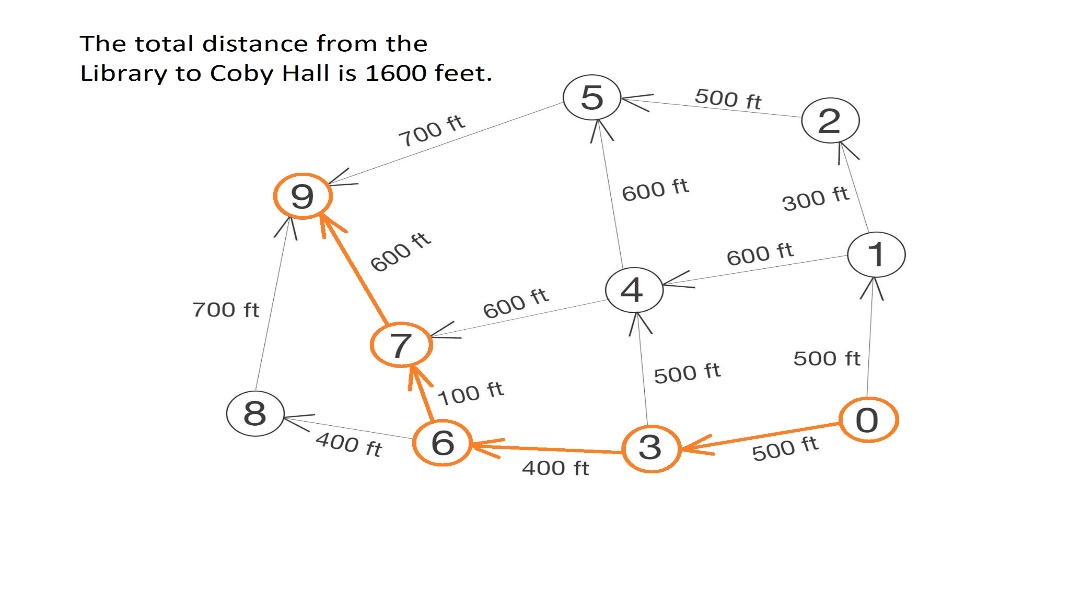 The total distance from the
Library to Coby Hall is 1600 feet.
5
500 ft
2
700 ft
9
600 ft
300 ft
600 ft
600 ft
1
4
600 ft
700 ft
7
500 ft
500 ft
100 ft
8
400 ft
6
400 ft
3
500 ft
0